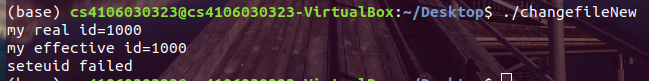 (base) cs4106030323@cs4106030323-VirtualBox:~/Desktop$ ./changefileNew
my real id=1000
my effective id=1000
seteuid failed